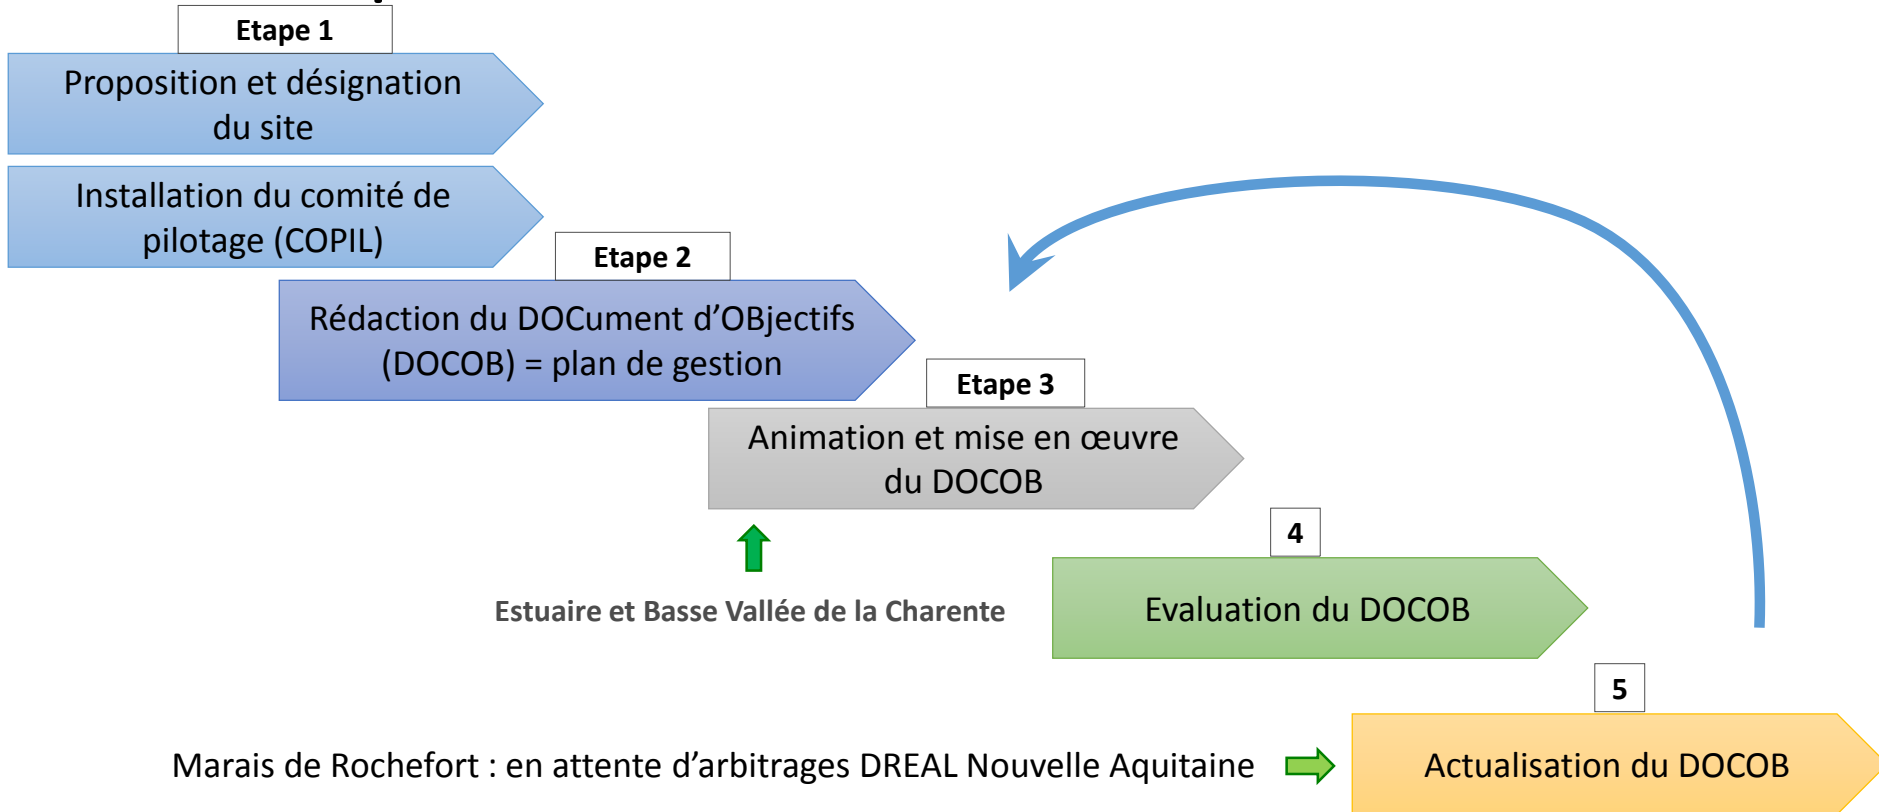 Etape 1
Proposition et désignation
du site
Installation du comité de
pilotage (COPIL)
Etape 2
Rédaction du DOCument d’OBjectifs
(DOCOB) = plan de gestion
Etape 3
Animation et mise en œuvre
du DOCOB
4
Estuaire et Basse Vallée de la Charente
Evaluation du DOCOB
5
Marais de Rochefort : en attente d’arbitrages DREAL Nouvelle Aquitaine
Actualisation du DOCOB